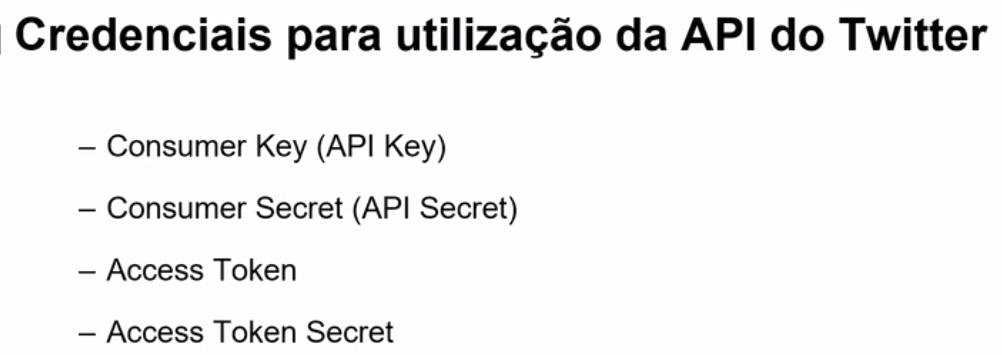 Credenciais para utilização da API do Twitter
– Consumer Key (API Key)
– Consumer Secret (API Secret)
– Access Token
– Access Token Secret